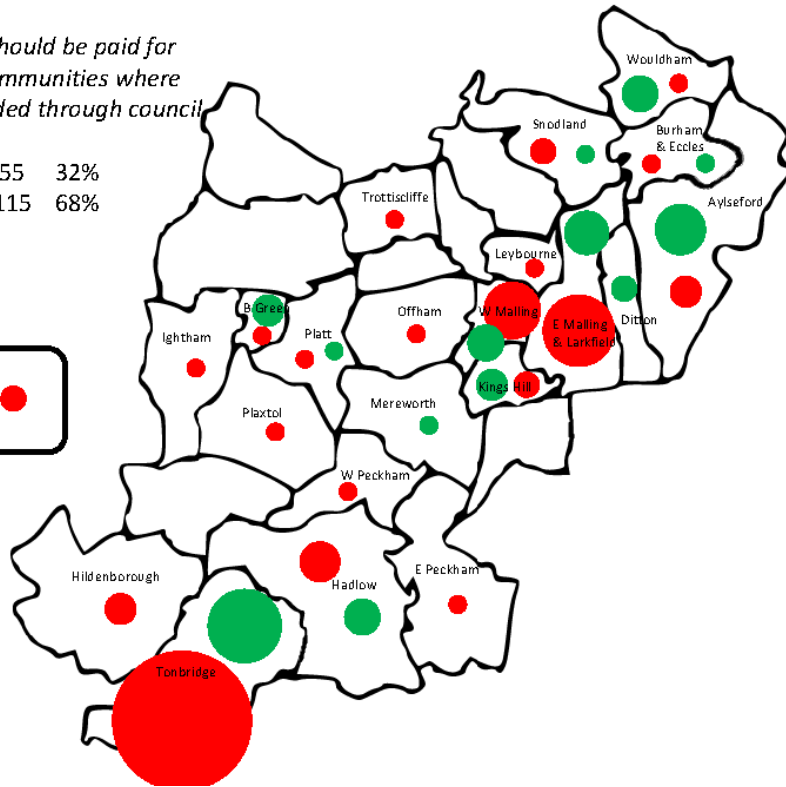 hould be paid for
mmunities where
ded through council
55 32%
115 68%
Wouldham
Snodland
Burham
& Eccles
Trottiscliffe
Aylseford
Leybourne
B Green
Offham
W Malling
Ightham
Platt
E Malling
& Larkfield
Ditton
Kings Hill
Plaxtol
Mereworth
W Peckham
Hildenborough
Hadlow
E Peckham
Tonbridge